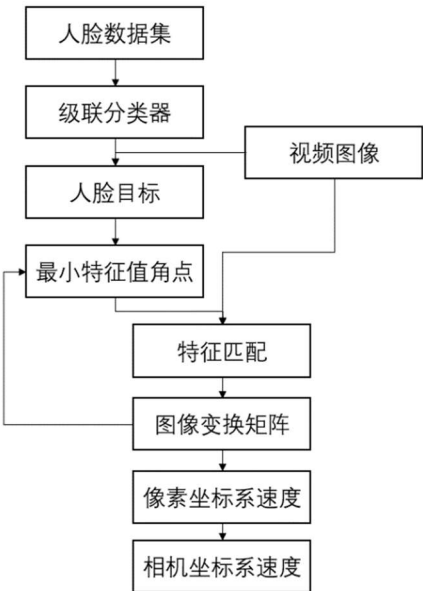 人脸数据集
级联分类器
视频图像
人脸目标
最小特征值角点
特征匹配
图像变换矩阵
像素坐标系速度
相机坐标系速度